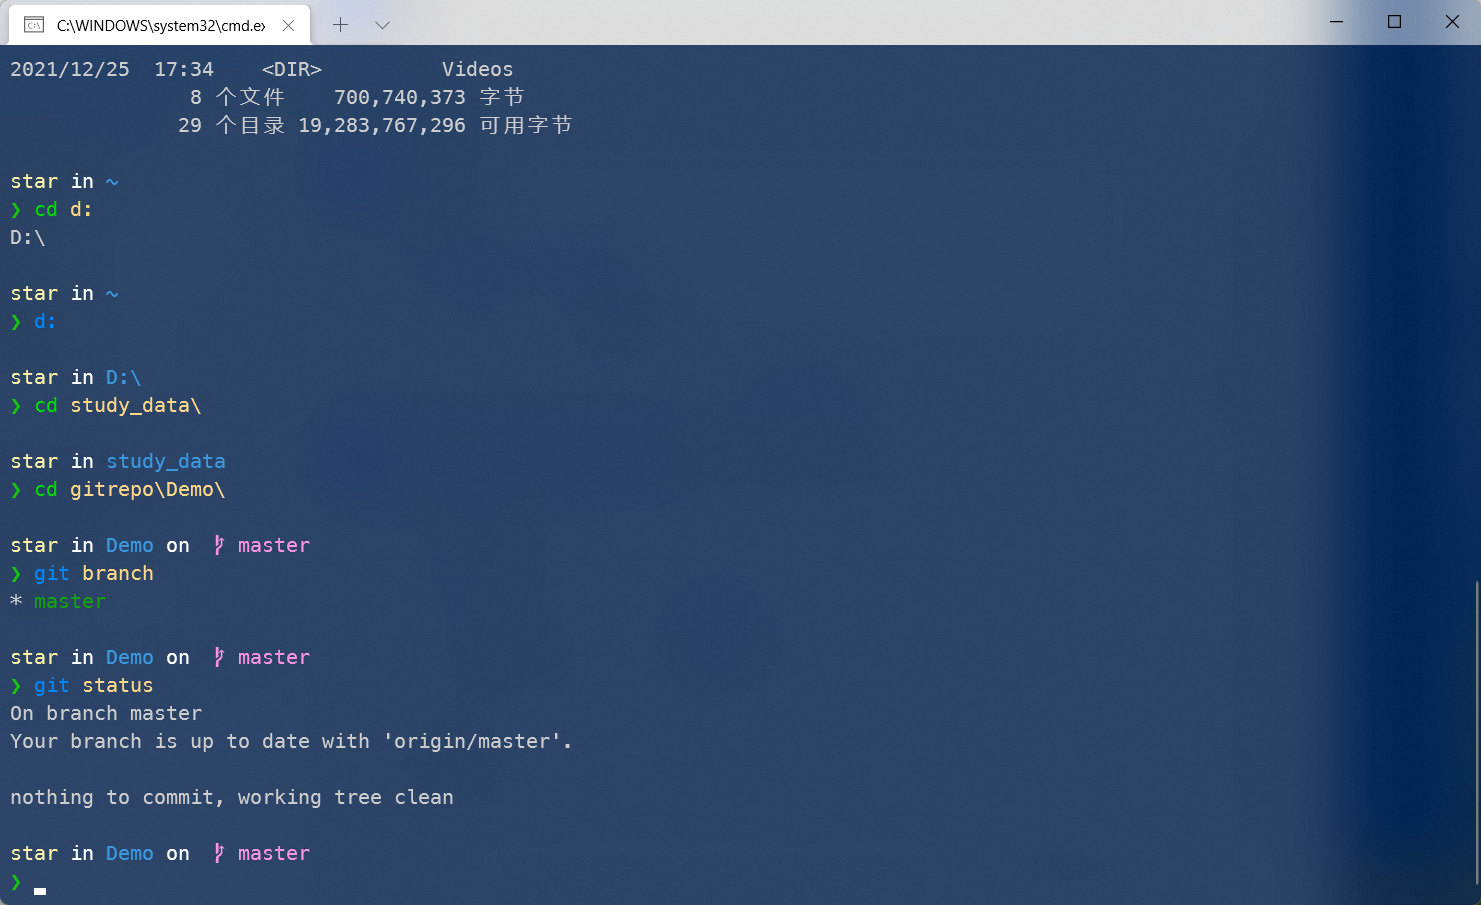 C:\WINDOWS\system32\cmd.ex
2021/12/25  17:34    <DIR>          Videos
               8 个文件    700,740,373 字节
              29 个目录 19,283,767,296 可用字节
star in ~
❯ cd d:
D:\
star in ~
❯ d:
star in D:\
❯ cd study_data\
star in study_data
❯ cd gitrepo\Demo\
star in Demo on master
❯ git branch
* master
star in Demo on master
❯ git status
On branch master
Your branch is up to date with 'origin/master'.
nothing to commit, working tree clean
star in Demo on master
❯